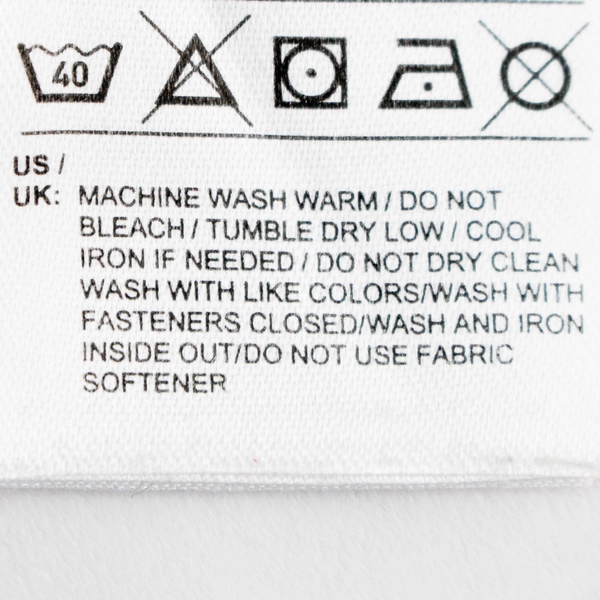 40
US /
UK: MACHINE WASH WARM / DO NOT
BLEACH / TUMBLE DRY LOW / COOL
IRON IF NEEDED / DO NOT DRY CLEAN
WASH WITH LIKE COLORS/WASH WITH
FASTENERS CLOSED/WASH AND IRON
INSIDE OUT/DO NOT USE FABRIC
SOFTENER